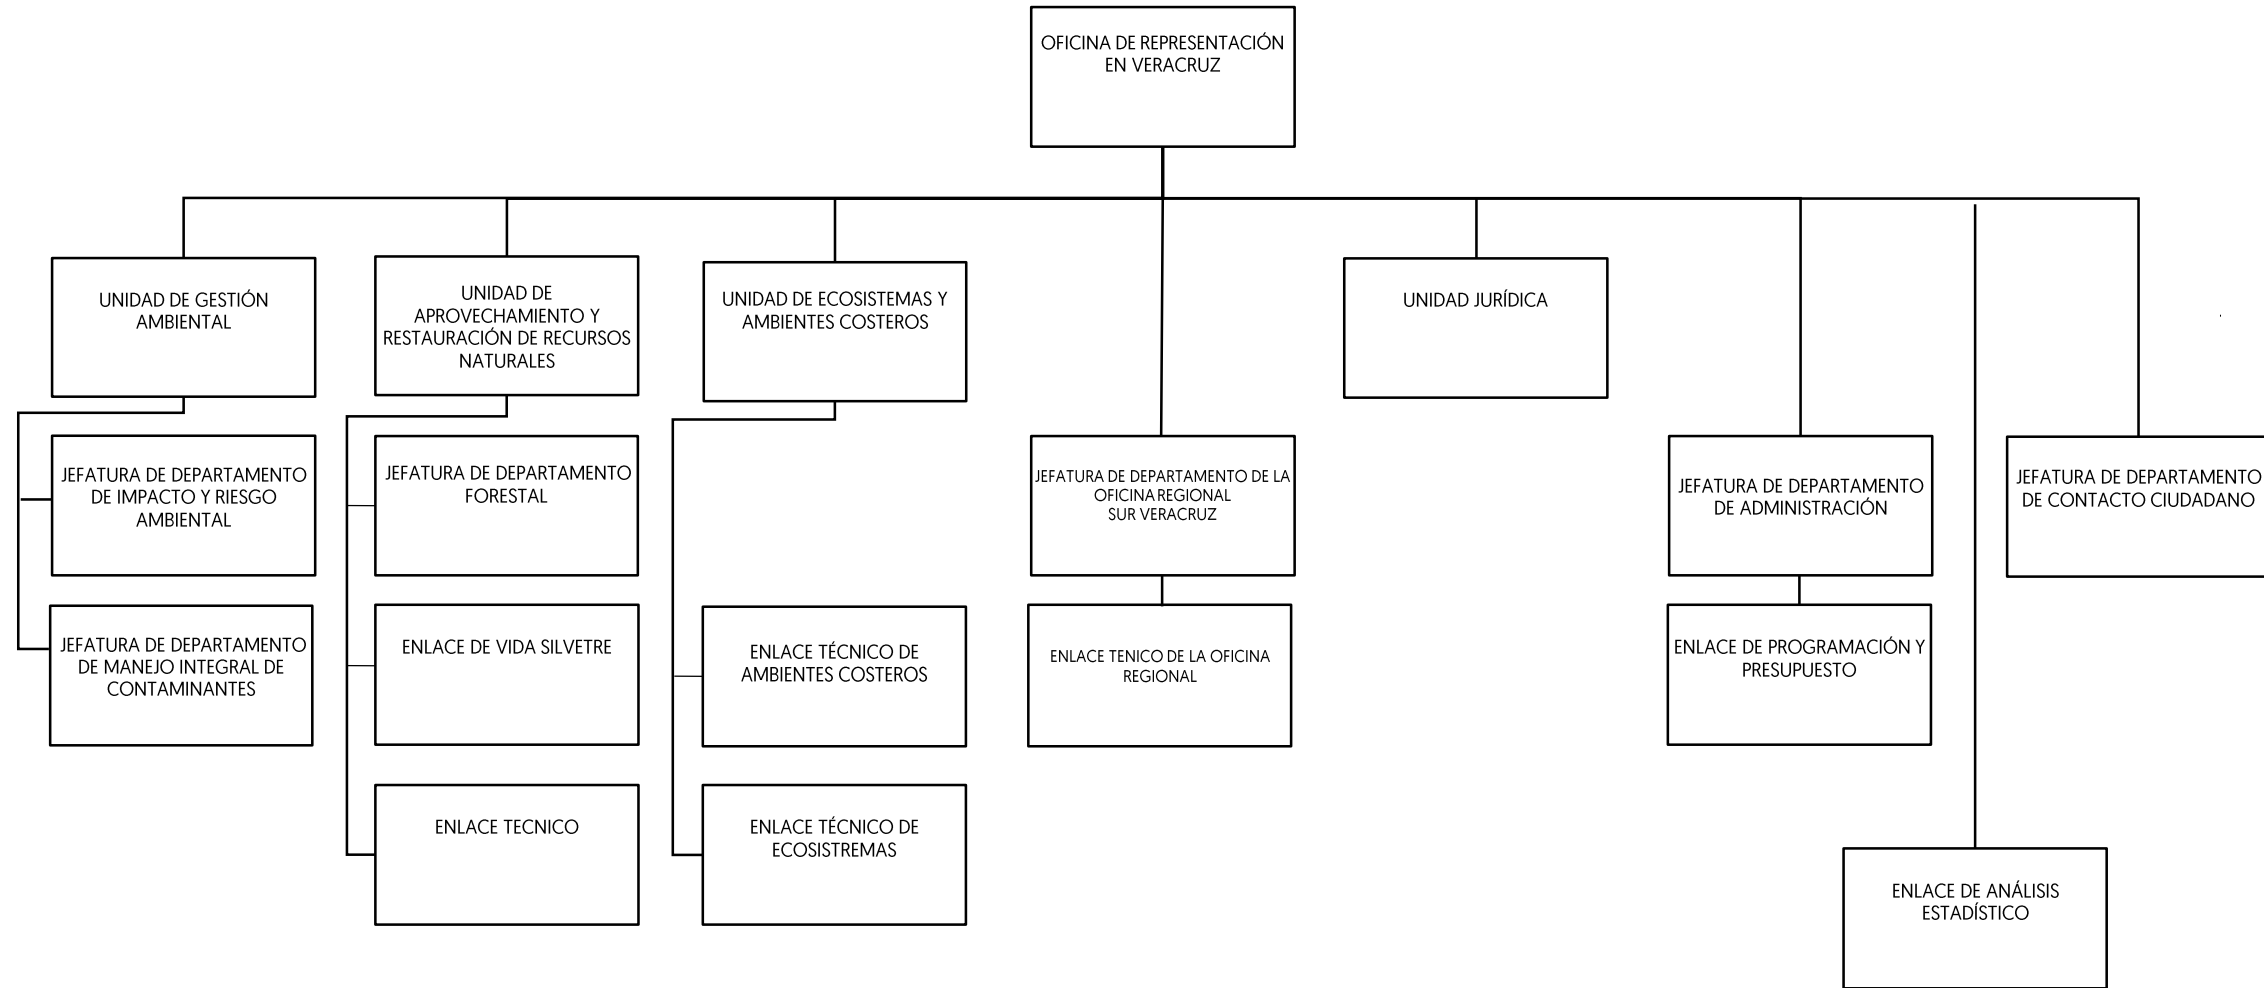 OFICINA DE REPRESENTACIÓN
EN VERACRUZ
UNIDAD DE GESTIÓN
AMBIENTAL
UNIDAD DE
APROVECHAMIENTO Y
RESTAURACIÓN DE RECURSOS
NATURALES
UNIDAD DE ECOSISTEMAS Y
AMBIENTES COSTEROS
UNIDAD JURÍDICA
JEFATURA DE DEPARTAMENTO
DE IMPACTO Y RIESGO
AMBIENTAL
JEFATURA DE DEPARTAMENTO
FORESTAL
JEFATURA DE DEPARTAMENTO DE LA
OFICINA REGIONAL
SUR VERACRUZ
JEFATURA DE DEPARTAMENTO
DE ADMINISTRACIÓN
JEFATURA DE DEPARTAMENTO
DE CONTACTO CIUDADANO
JEFATURA DE DEPARTAMENTO
DE MANEJO INTEGRAL DE
CONTAMINANTES
ENLACE DE VIDA SILVETRE
ENLACE TÉCNICO DE
AMBIENTES COSTEROS
ENLACE TENICO DE LA OFICINA
REGIONAL
ENLACE DE PROGRAMACIÓN Y
PRESUPUESTO
ENLACE TECNICO
ENLACE TÉCNICO DE
ECOSISTREMAS
ENLACE DE ANÁLISIS
ESTADÍSTICO